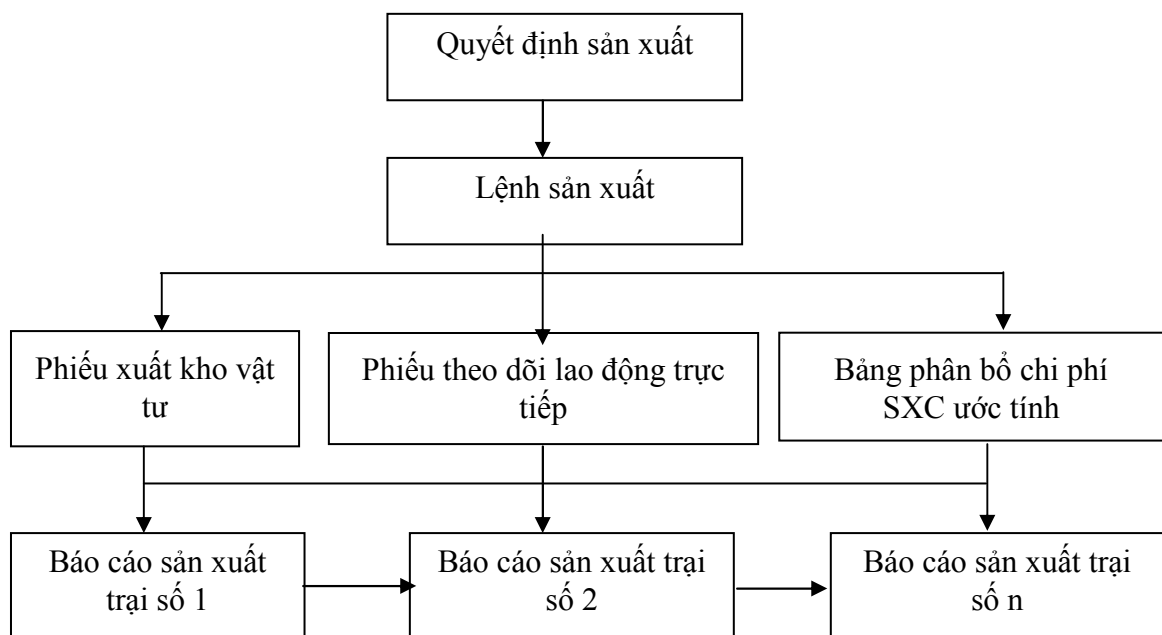 Quyết định sản xuất
Lệnh sản xuất
Phiếu xuất kho vật
tư
Phiếu theo dõi lao động trực
tiếp
Bảng phân bổ chi phí
SXC ước tính
Báo cáo sản xuất
trại số 1
Báo cáo sản xuất trại
số 2
Báo cáo sản xuất trại
số n